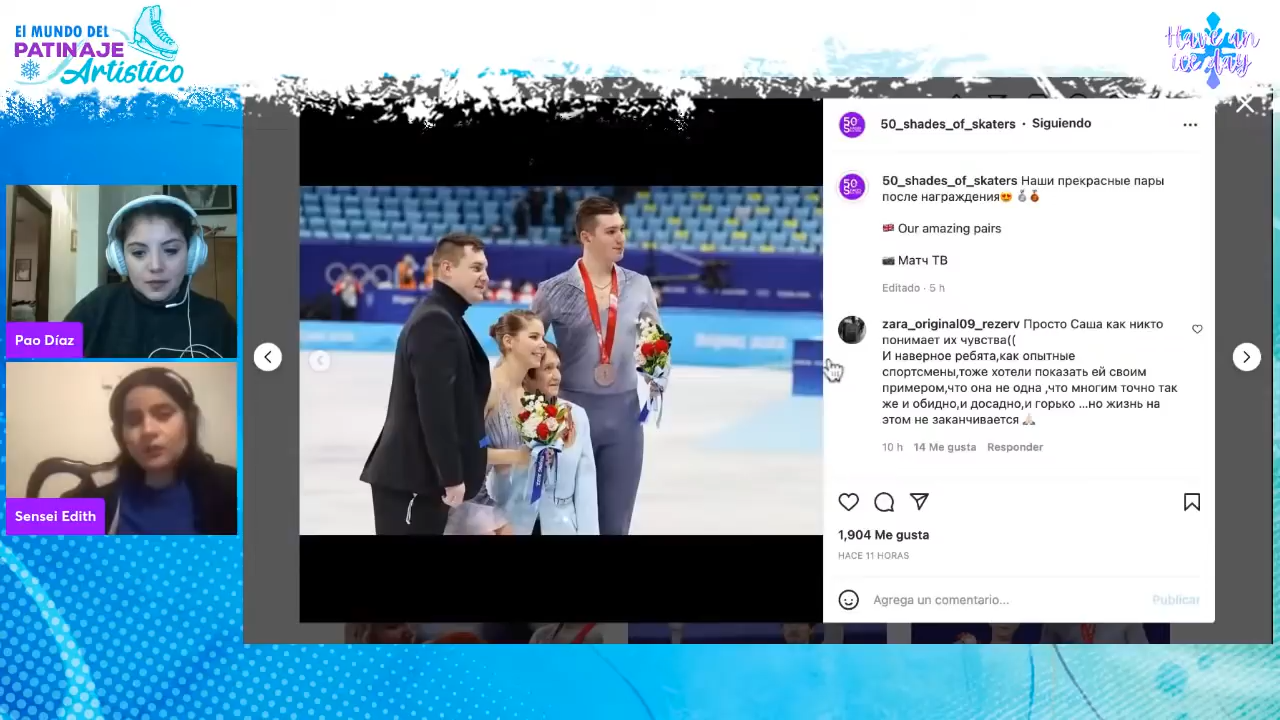 El MUNDO DEL
PATINAJE
Artístico
Have an
ice day
Pao Díaz
Sensei Edith
50_shades_of_skaters • Siguiendo
50_shades_of_skaters Наши прекрасные пары
после награждения😍 🥈🥉
🇬🇧 Our amazing pairs
📷 Матч ТВ
Editado · 5 h
zara_original09_rezerv Просто Саша как никто
понимает их чувства((
И наверное ребята,как опытные
спортсмены,тоже хотели показать ей своим
примером,что она не одна ,что многим точно так
же и обидно,и досадно,и горько ...но жизнь на
этом не заканчивается 🙏🏻
10 h 14 Me gusta Responder
1,904 Me gusta
HACE 11 HORAS
Agrega un comentario...
Publicar